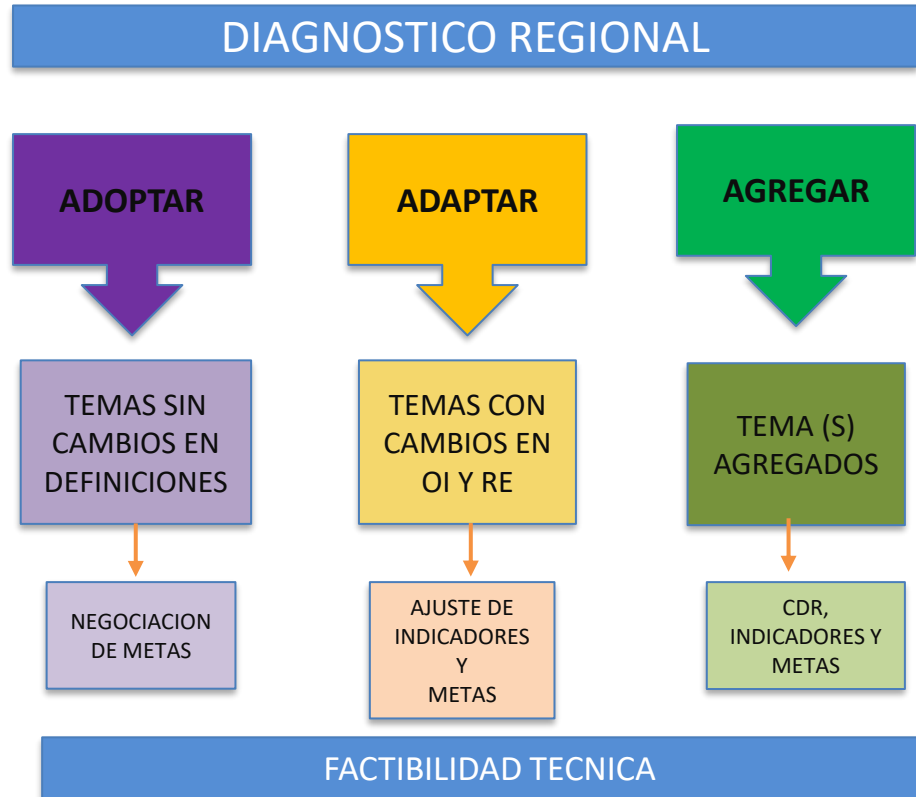 DIAGNOSTICO REGIONAL
ADOPTAR
ADAPTAR
AGREGAR
TEMAS SIN
CAMBIOS EN
DEFINICIONES
TEMAS CON
CAMBIOS EN
OI Y RE
TEMA (S)
AGREGADOS
NEGOCIACION
DE METAS
AJUSTE DE
INDICADORES
Y
METAS
CDR,
INDICADORES Y
METAS
FACTIBILIDAD TECNICA